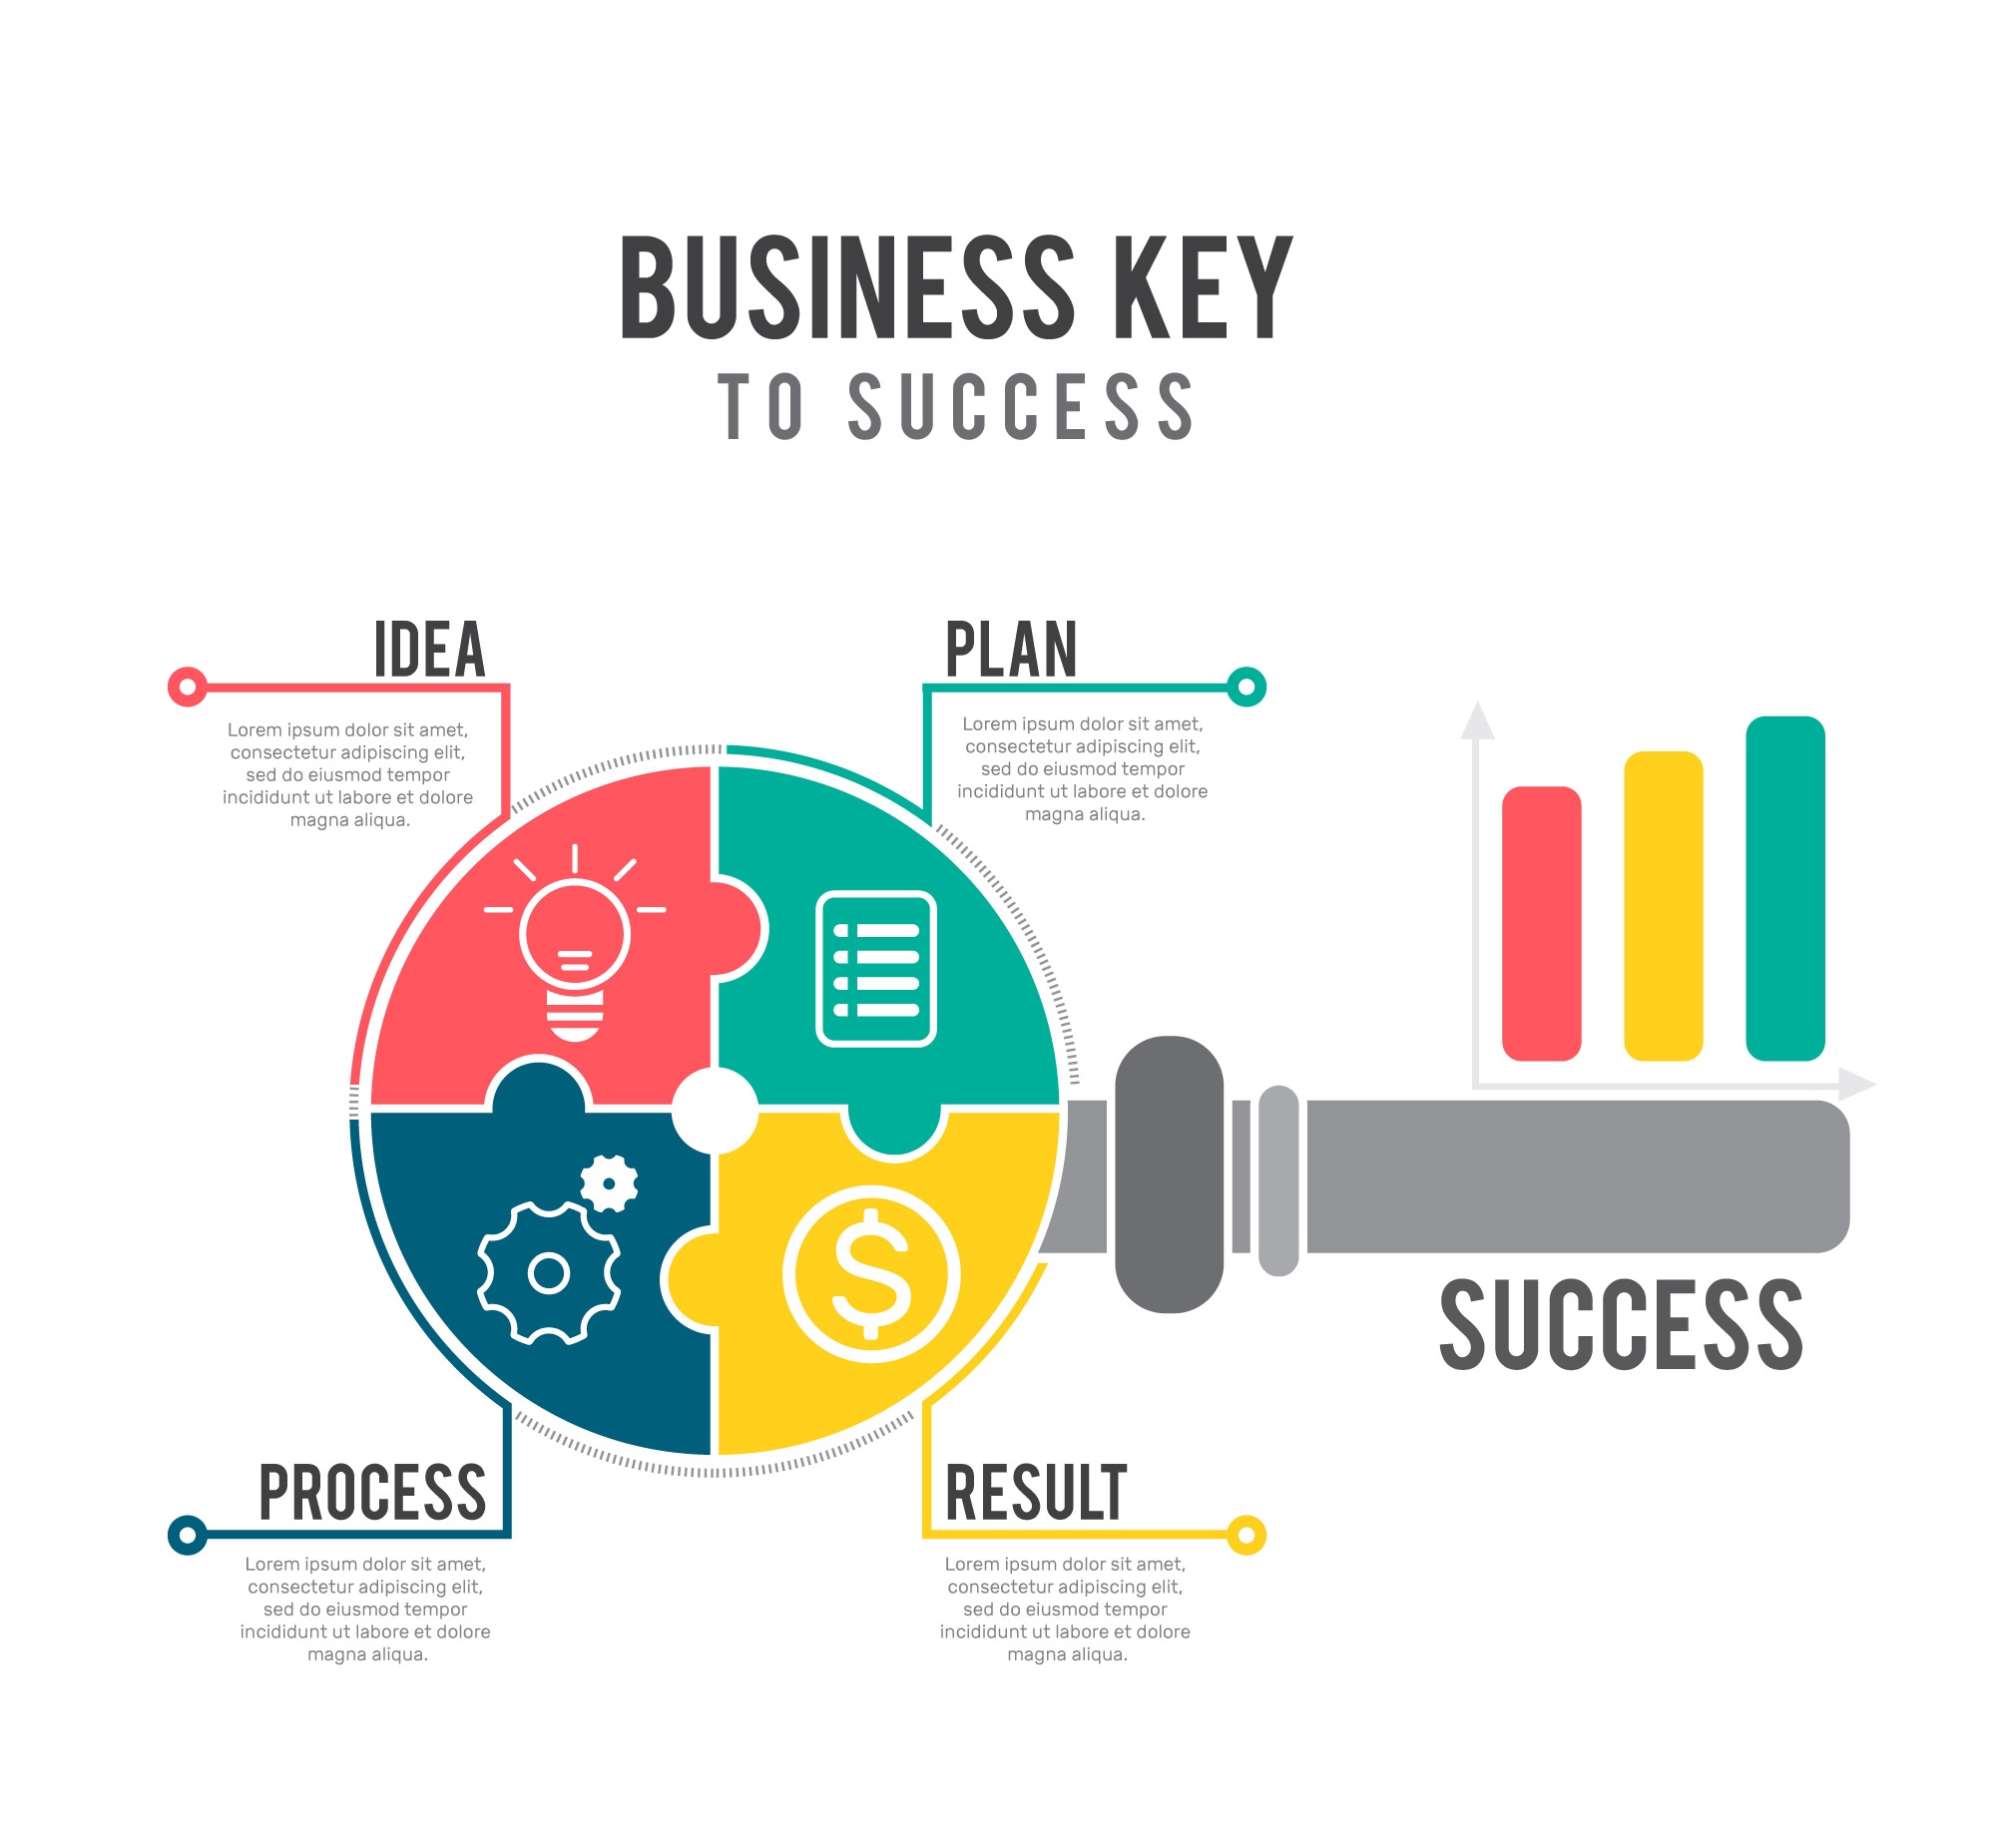 BUSINESS KEY
TO SUCCESS
IDEA
Lorem ipsum dolor sit amet,
consectetur adipiscing elit,
sed do eiusmod tempor
incididunt ut labore et dolore
magna aliqua.
PLAN
Lorem ipsum dolor sit amet,
consectetur adipiscing elit,
sed do eiusmod tempor
incididunt ut labore et dolore
magna aliqua.
$
SUCCESS
PROCESS
Lorem ipsum dolor sit amet,
consectetur adipiscing elit,
sed do eiusmod tempor
incididunt ut labore et dolore
magna aliqua.
RESULT
Lorem ipsum dolor sit amet,
consectetur adipiscing elit,
sed do eiusmod tempor
incididunt ut labore et dolore
magna aliqua.